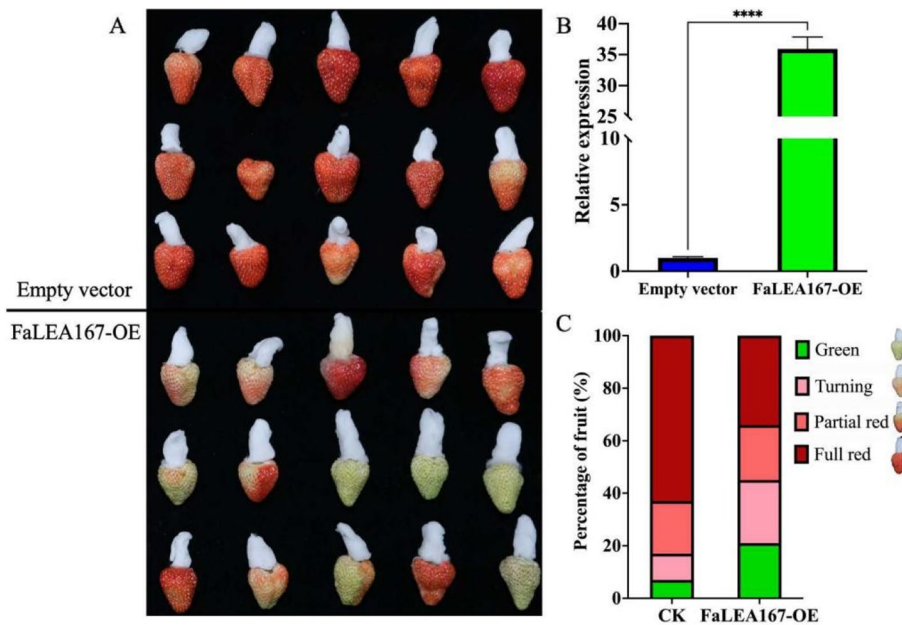 A
Empty vector
FaLEA167-OE
B
****
Relative expression
40
35
30
25
10
5
0
Empty vector
FaLEA167-OE
C
Percentage of fruit (%)
100
80
60
40
20
0
CK
FaLEA167-OE
Green
Turning
Partial red
Full red